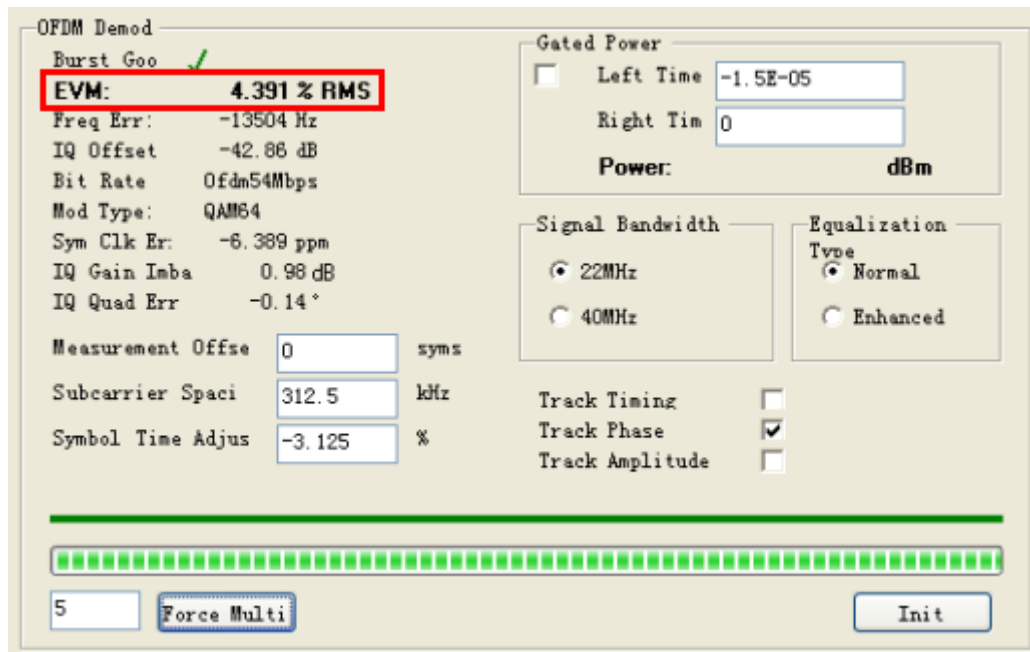 OFDM Demod
Burst Goo
EVM: 4.391 % RMS
Freq Err: -13504 Hz
IQ Offset -42.86 dB
Bit Rate Ofdm54Mbps
Mod Type: QAM64
Sym Clk Er: -6.389 ppm
IQ Gain Imba 0.98 dB
IQ Quad Err -0.14 °
Measurement Offse 0 syms
Subcarrier Spaci 312.5 kHz
Symbol Time Adjus -3.125 %
Gated Power
Left Time -1.5E-05
Right Tim 0
Power: dBm
Signal Bandwidth
22MHz
40MHz
Equalization
Type
Normal
Enhanced
Track Timing
Track Phase
Track Amplitude
5 Force Multi Init